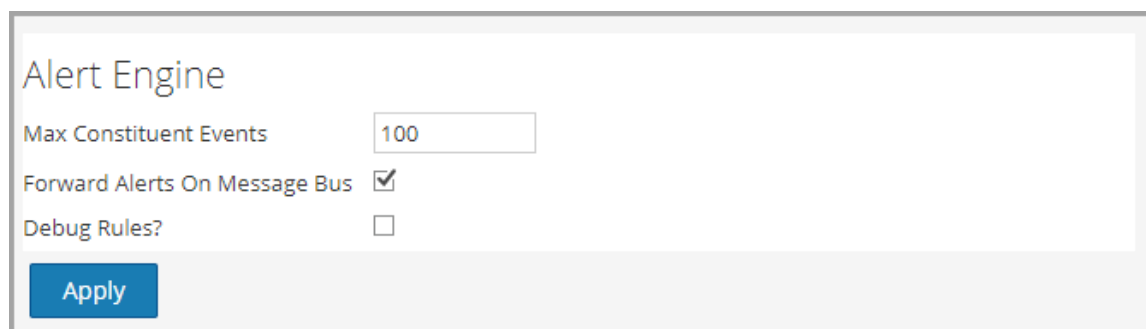 Alert Engine
Max Constituent Events 100
Forward Alerts On Message Bus
Debug Rules?
Apply